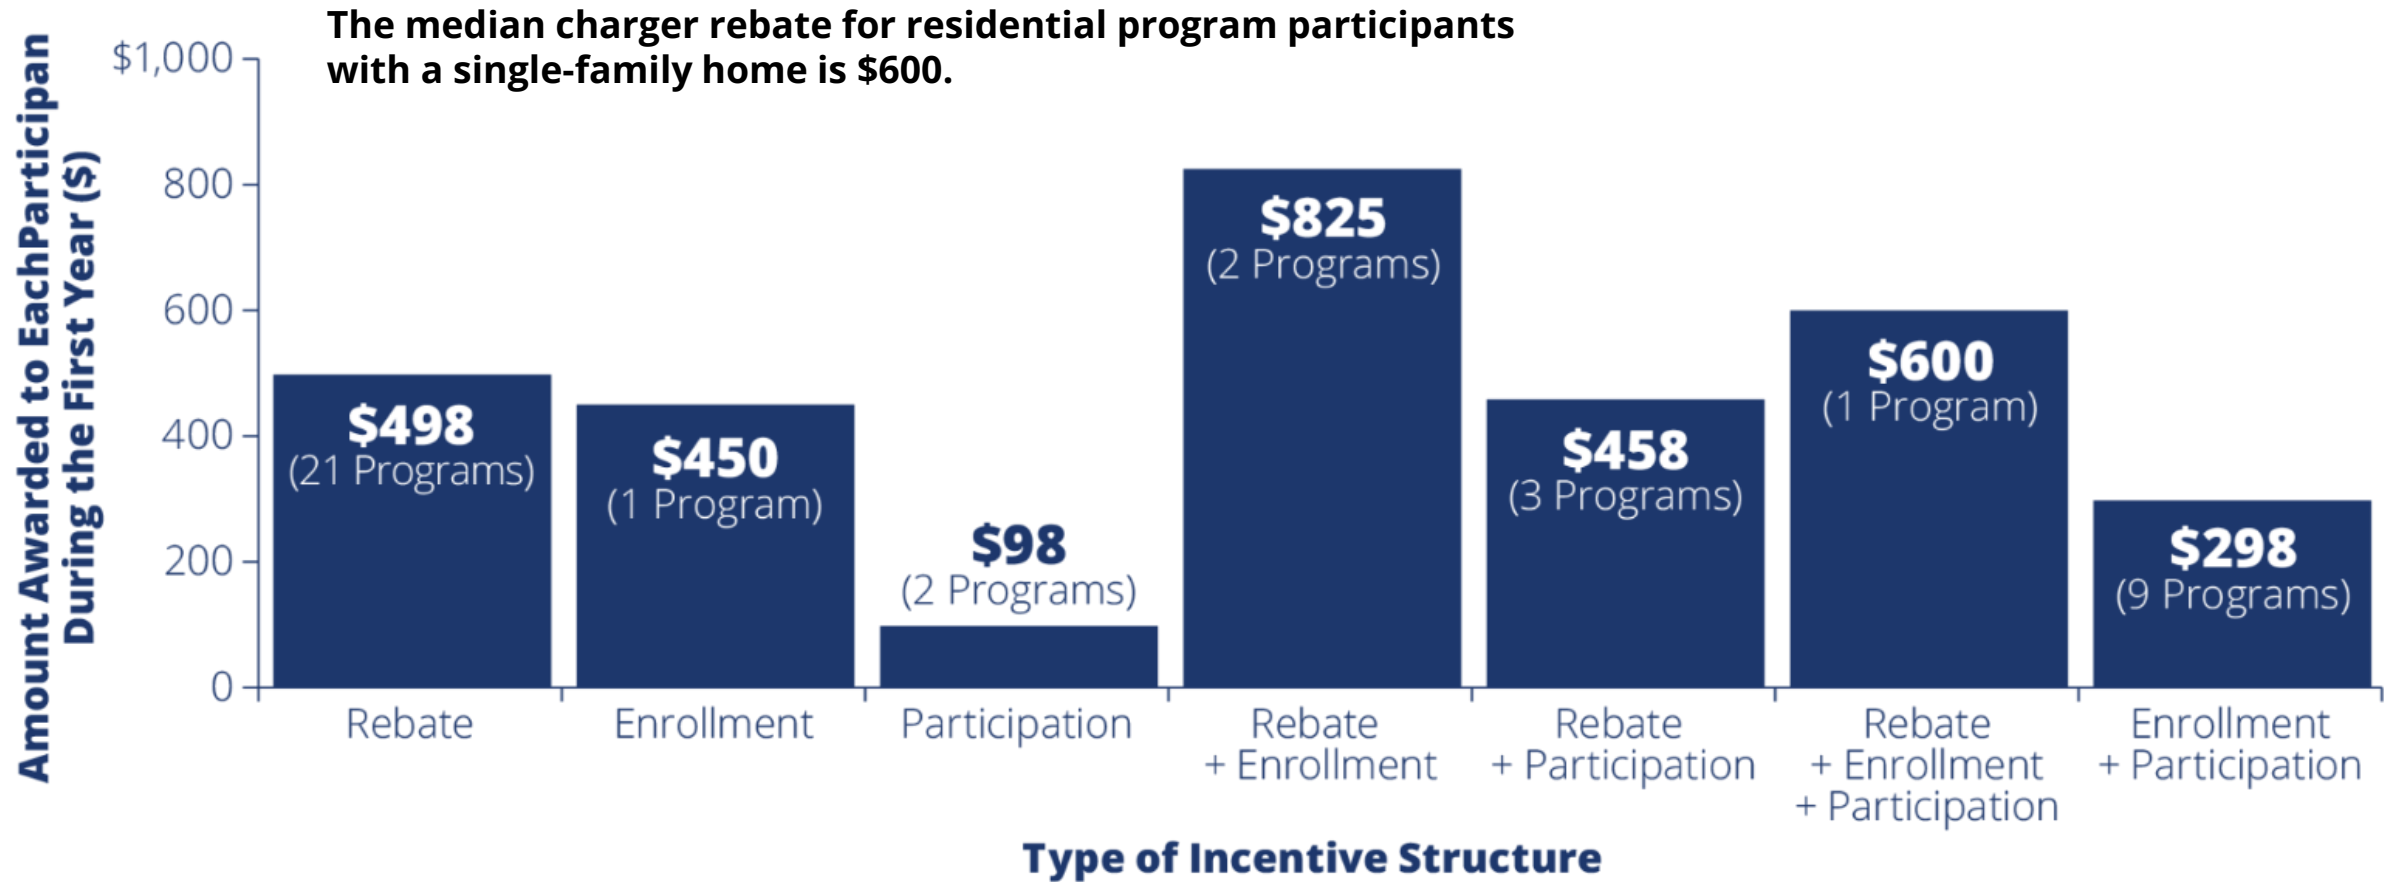 The median charger rebate for residential program participants
with a single-family home is $600.
Amount Awarded to EachParticipan
During the First Year ($)
$1,000
800
600
400
200
0
$498
(21 Programs)
$450
(1 Program)
$98
(2 Programs)
$825
(2 Programs)
$458
(3 Programs)
$600
(1 Program)
$298
(9 Programs)
Rebate
Enrollment
Participation
Rebate
+ Enrollment
Rebate
+ Participation
Rebate
+ Enrollment
+ Participation
Enrollment
+ Participation
Type of Incentive Structure